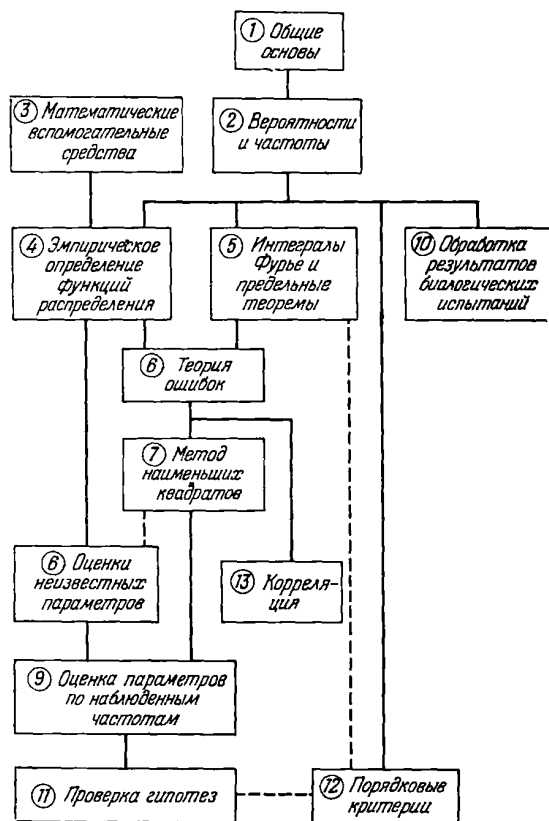 ① Общие
основы
③ Математические
вспомогательные
средства
② Вероятности
и частоты
④ Эмпирическое
определение
функций
распределения
⑤ Интегралы
Фурье и
предельные
теоремы
⑩ Обработка
результатов
биологических
испытаний
⑥ Теория
ошибок
⑦ Метод
наименьших
квадратов
⑥ Оценки
неизвестных
параметров
⑬ Корреля-
ция
⑨ Оценка параметров
по наблюденным
частотам
⑪ Проверка гипотез
⑫ Порядковые
критерии